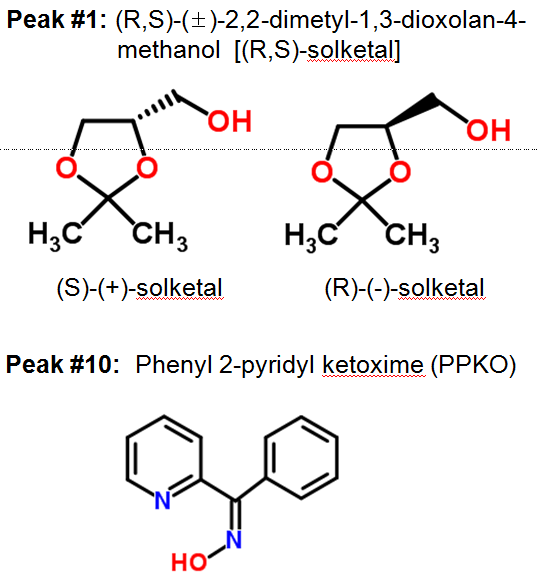 Peak #1: (R,S)-(±)-2,2-dimetyl-1,3-dioxolan-4-
methanol [(R,S)-solketal]
OH
OH
O
O
O
O
H₃C
CH₃
H₃C
CH₃
(S)-(+)-solketal
(R)-(-)-solketal
Peak #10: Phenyl 2-pyridyl ketoxime (PPKO)
N
N
HO